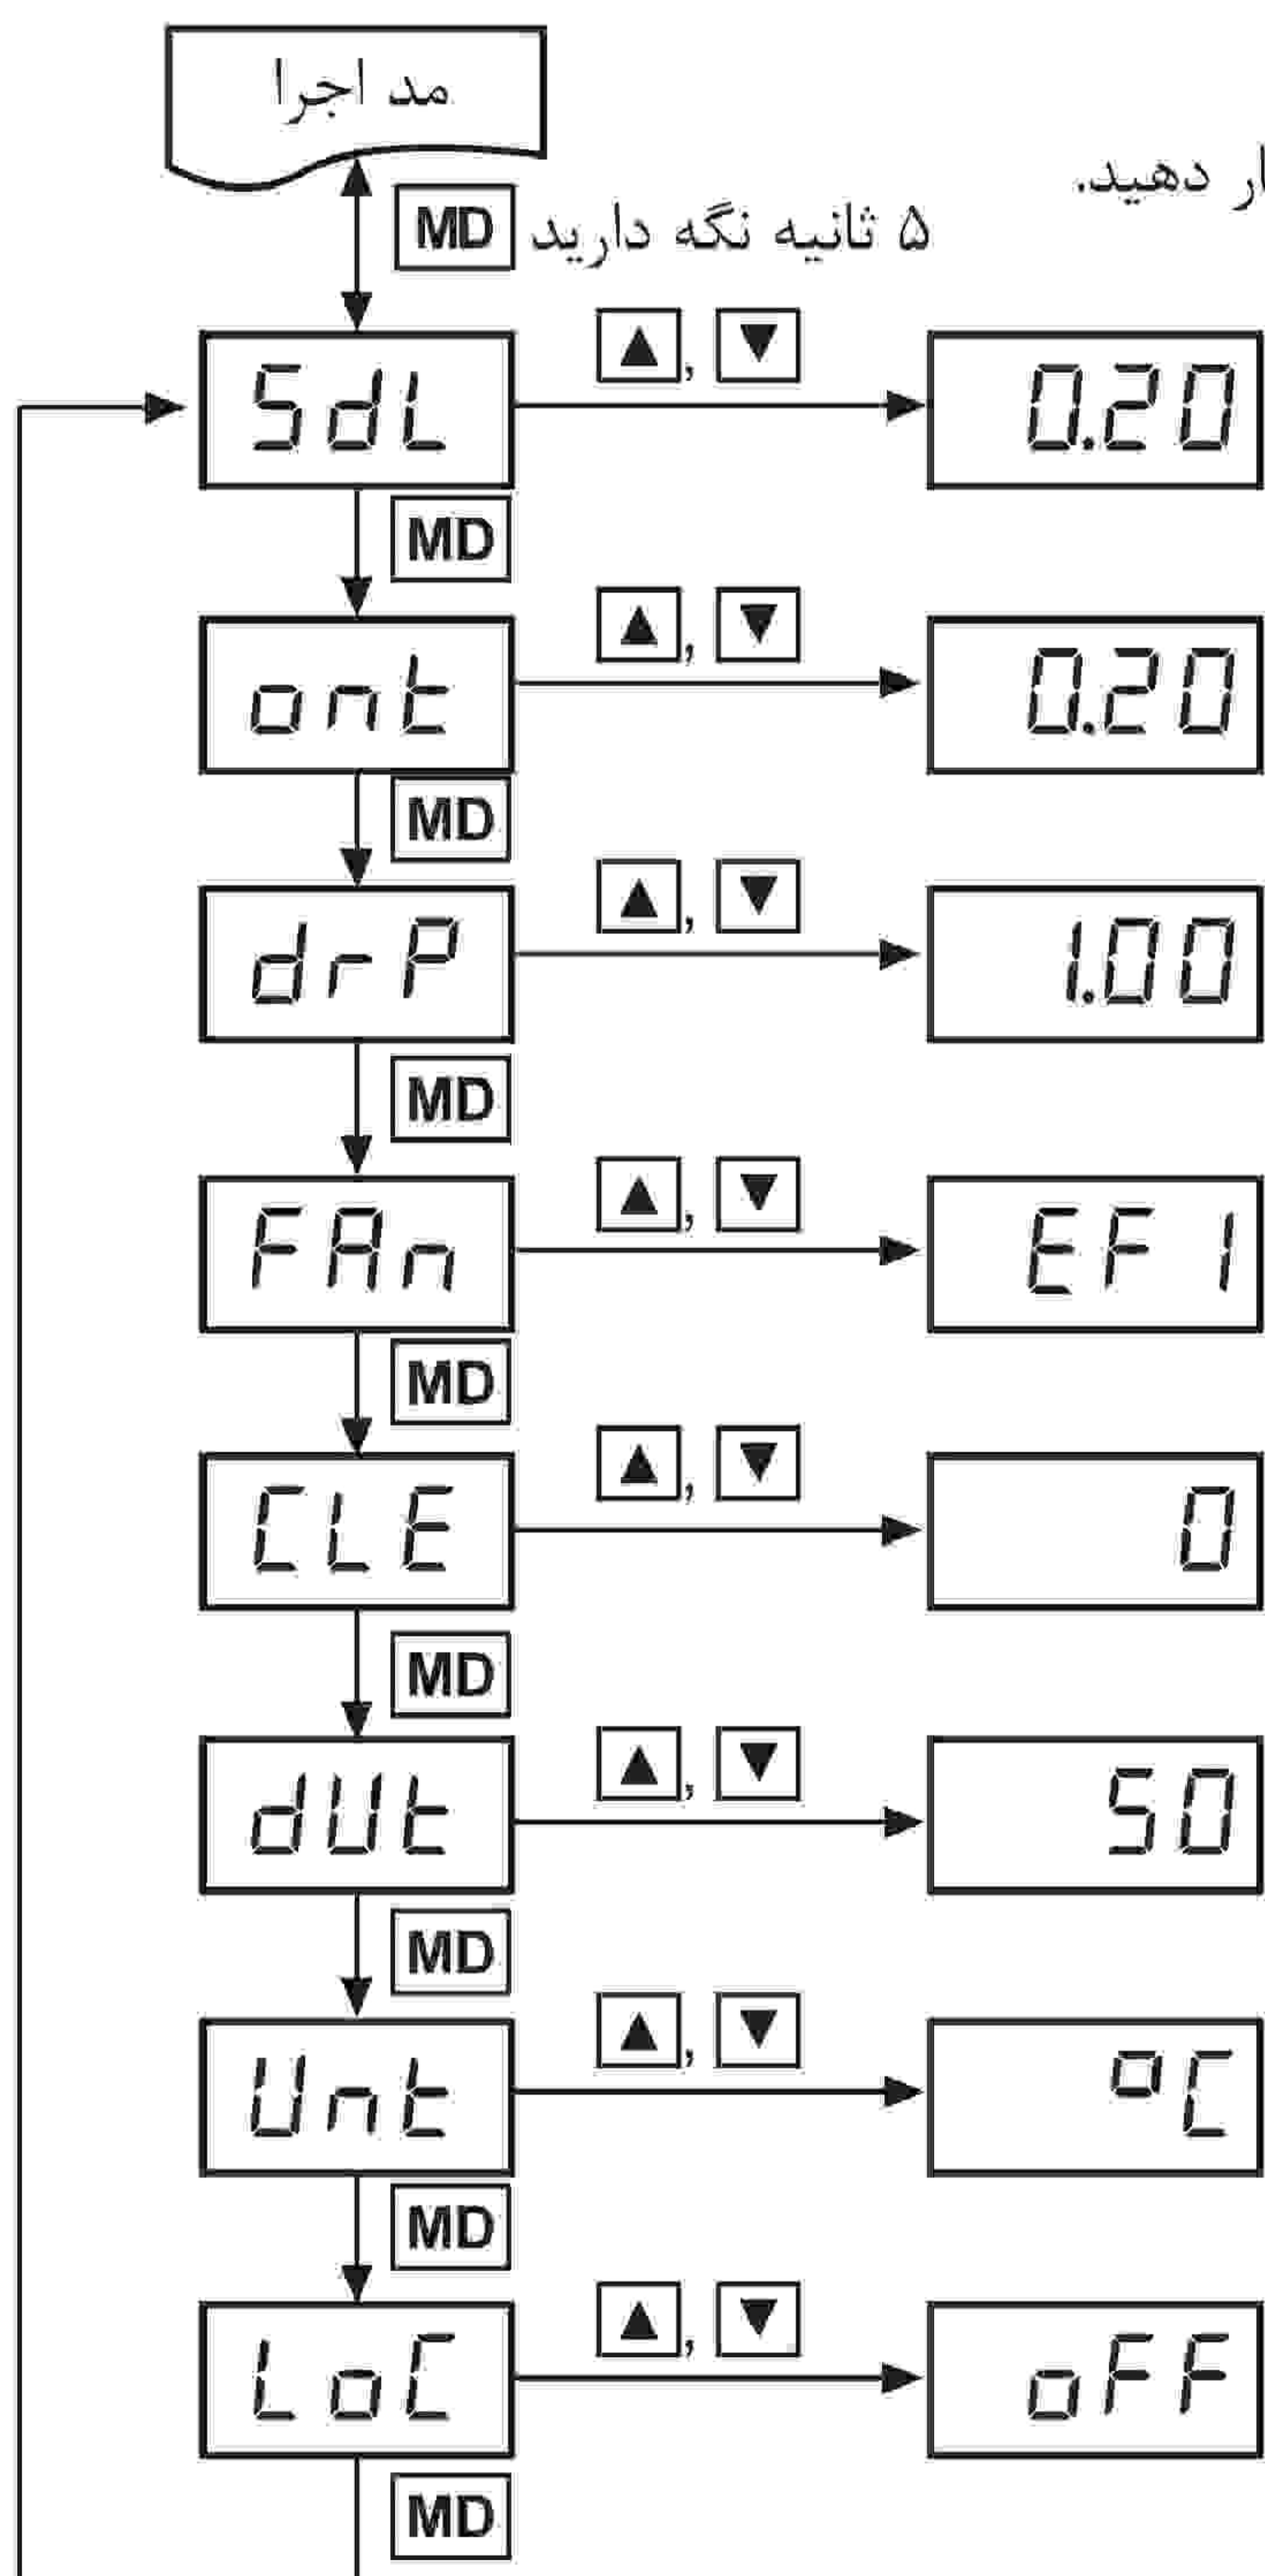 مد اجرا
ار دهید.
MD ۵ ثانیه نگه دارید
▲, ▼
SdL 0.20
MD
▲, ▼
ont 0.20
MD
▲, ▼
drP 1.00
MD
▲, ▼
FAn EF1
MD
▲, ▼
CLE 0
MD
▲, ▼
dUt 50
MD
▲, ▼
Unt °C
MD
▲, ▼
LoC oFF
MD